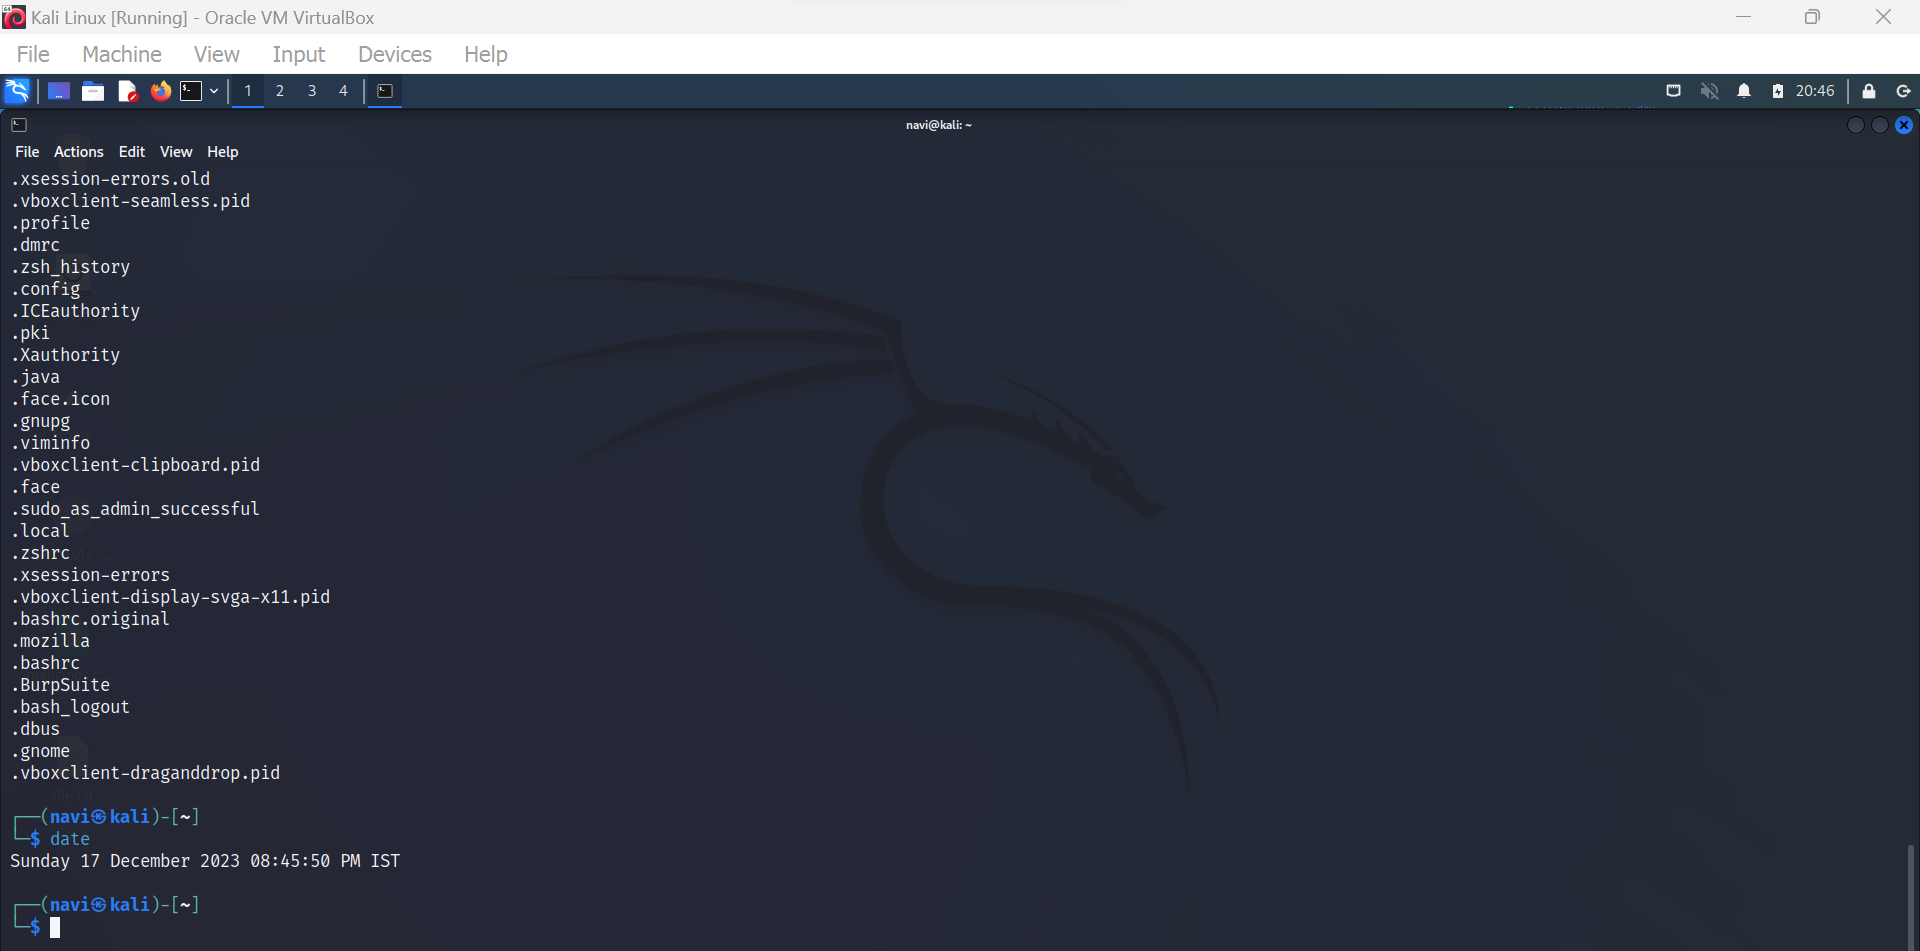 Kali Linux [Running] - Oracle VM VirtualBox
File Machine View Input Devices Help
1 2 3 4 20:46
navi@kali: ~
File Actions Edit View Help
.xsession-errors.old
.vboxclient-seamless.pid
.profile
.dmrc
.zsh_history
.config
.ICEauthority
.pki
.Xauthority
.java
.face.icon
.gnupg
.viminfo
.vboxclient-clipboard.pid
.face
.sudo_as_admin_successful
.local
.zshrc
.xsession-errors
.vboxclient-display-svga-x11.pid
.bashrc.original
.mozilla
.bashrc
.BurpSuite
.bash_logout
.dbus
.gnome
.vboxclient-draganddrop.pid
file.txt
┌──(navi㉿kali)-[~]
└─$ date
Sunday 17 December 2023 08:45:50 PM IST
┌──(navi㉿kali)-[~]
└─$